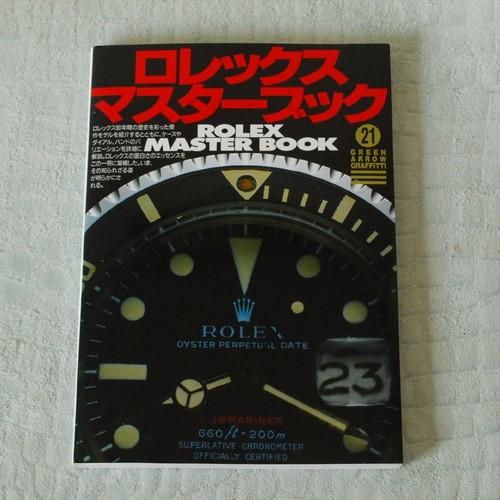 ロレックス
マスターブック
ROLEX
MASTER BOOK
21
GREEN
ARROW
GRAFFITI
ロレックス90年間の歴史を彩った傑
作モデルを紹介するとともに、ケースや
ダイアル、バンドのバ
リエーションを詳細に
解説。ロレックスの面白さのエッセンスを
この一冊に凝縮した。いま、
その知られざる姿
が明らかにさ
れる。
ROLEX
OYSTER PERPETUAL DATE
23
SUBMARINER
660 ft = 200m
SUPERLATIVE CHRONOMETER
OFFICIALLY CERTIFIED